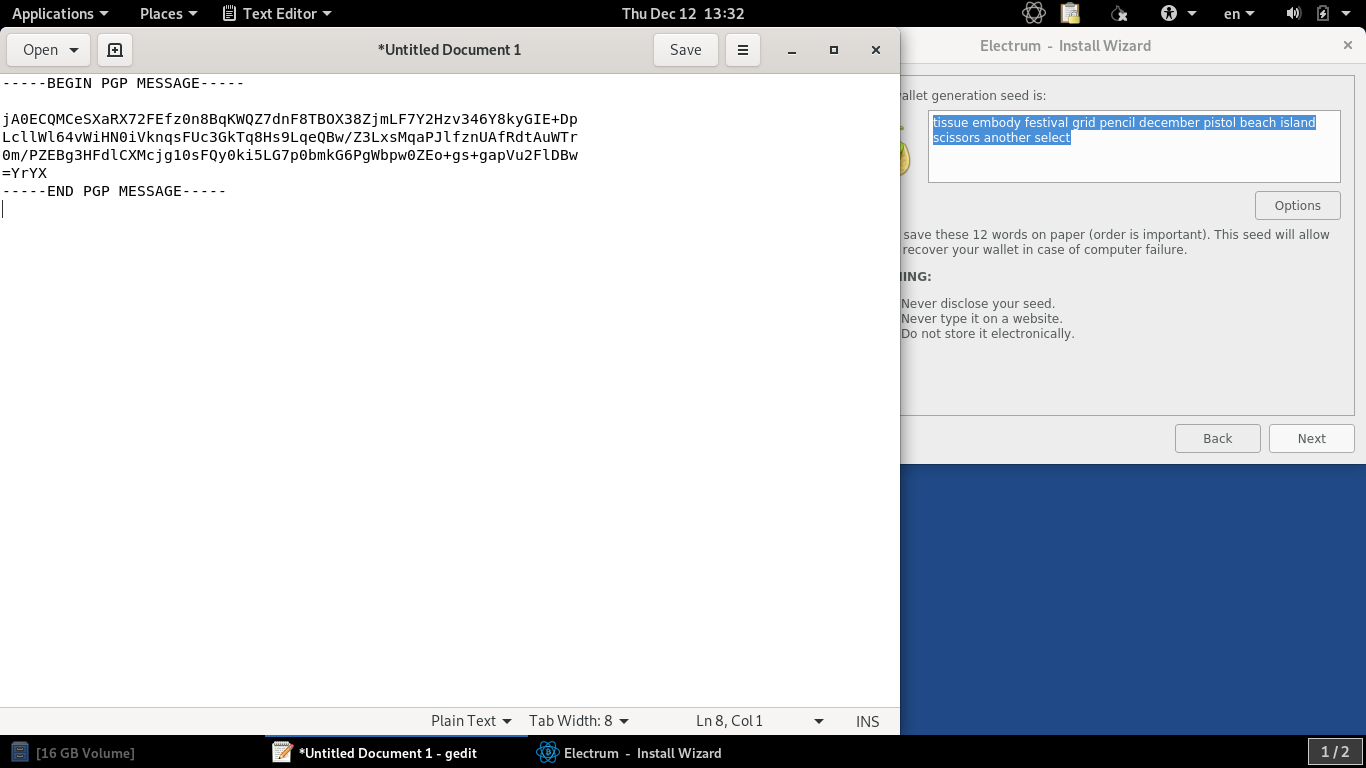 Applications Places Text Editor Thu Dec 12 13:32 en
Open *Untitled Document 1 Save
-----BEGIN PGP MESSAGE-----
jA0ECQMCeSXaRX72FEfz0n8BqKWQZ7dnF8TBOX38ZjmLF7Y2Hzv346Y8kyGIE+Dp
LcllWl64vWiHN0iVknqsFUc3GkTq8Hs9LqeQBw/Z3LxsMqaPJlfznUAfRdtAuWTr
0m/PZEBg3HFdlCXMcjg10sFQy0ki5LG7p0bmkG6PgWbpw0ZEo+gs+gapVu2FlDBw
=YrYX
-----END PGP MESSAGE-----
Plain Text Tab Width: 8 Ln 8, Col 1 INS
Electrum - Install Wizard
allet generation seed is:
tissue embody festival grid pencil december pistol beach island
scissors another select
Options
save these 12 words on paper (order is important). This seed will allow
recover your wallet in case of computer failure.
ING:
Never disclose your seed.
Never type it on a website.
Do not store it electronically.
Back Next
[16 GB Volume] *Untitled Document 1 - gedit Electrum - Install Wizard 1 / 2